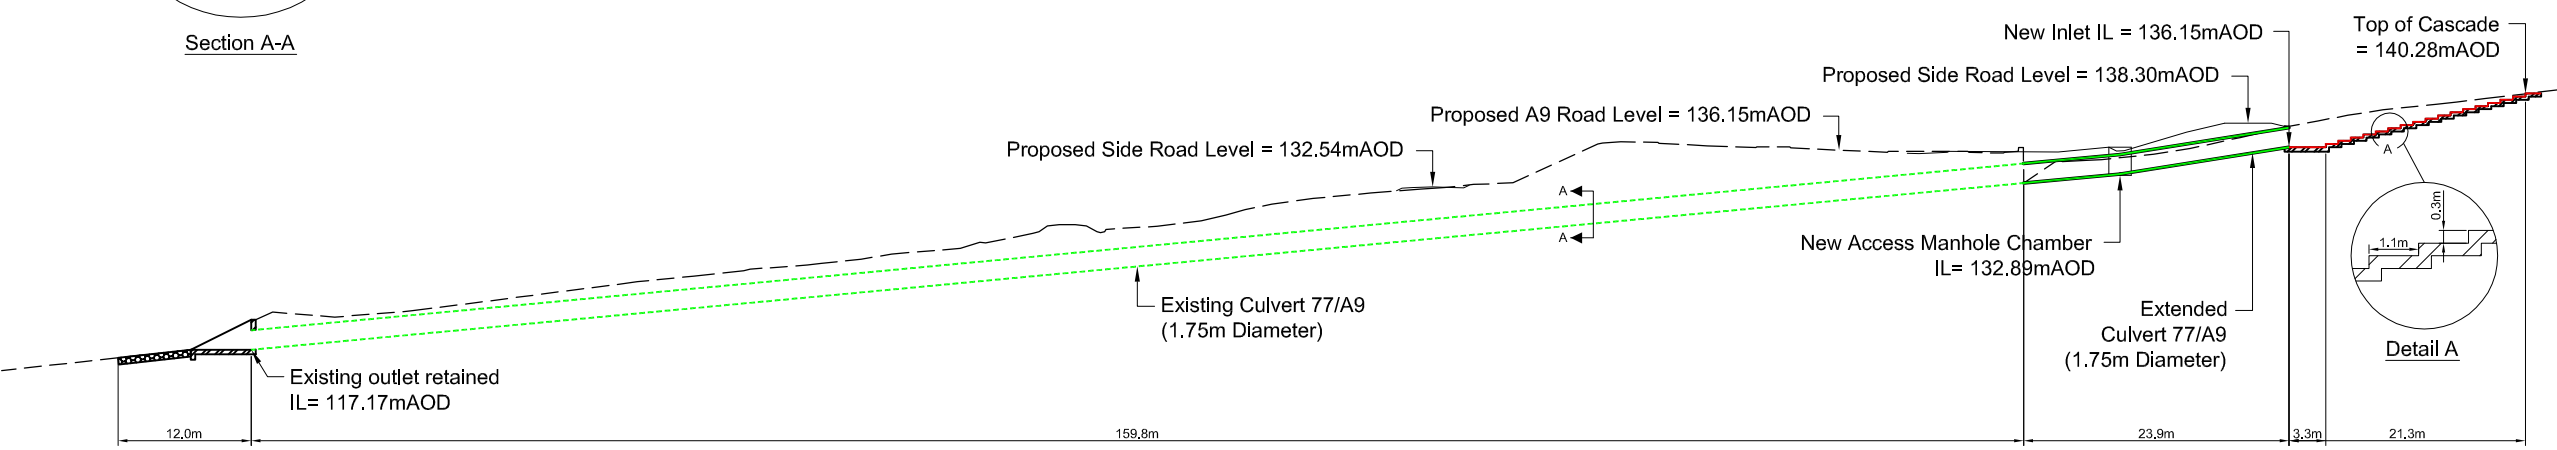 Section A-A
New Inlet IL = 136.15mAOD
Top of Cascade
= 140.28mAOD
Proposed Side Road Level = 138.30mAOD
Proposed A9 Road Level = 136.15mAOD
Proposed Side Road Level = 132.54mAOD
A
A
A
New Access Manhole Chamber
IL= 132.89mAOD
0.3m
1.1m
Existing Culvert 77/A9
(1.75m Diameter)
Extended
Culvert 77/A9
(1.75m Diameter)
Detail A
Existing outlet retained
IL= 117.17mAOD
12.0m
159.8m
23.9m
3.3m
21.3m